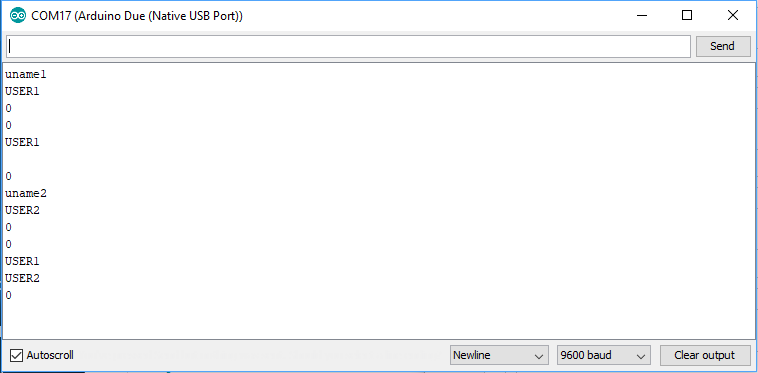 COM17 (Arduino Due (Native USB Port))
Send
uname1
USER1
0
0
USER1
0
uname2
USER2
0
0
USER1
USER2
0
Autoscroll
Newline
9600 baud
Clear output